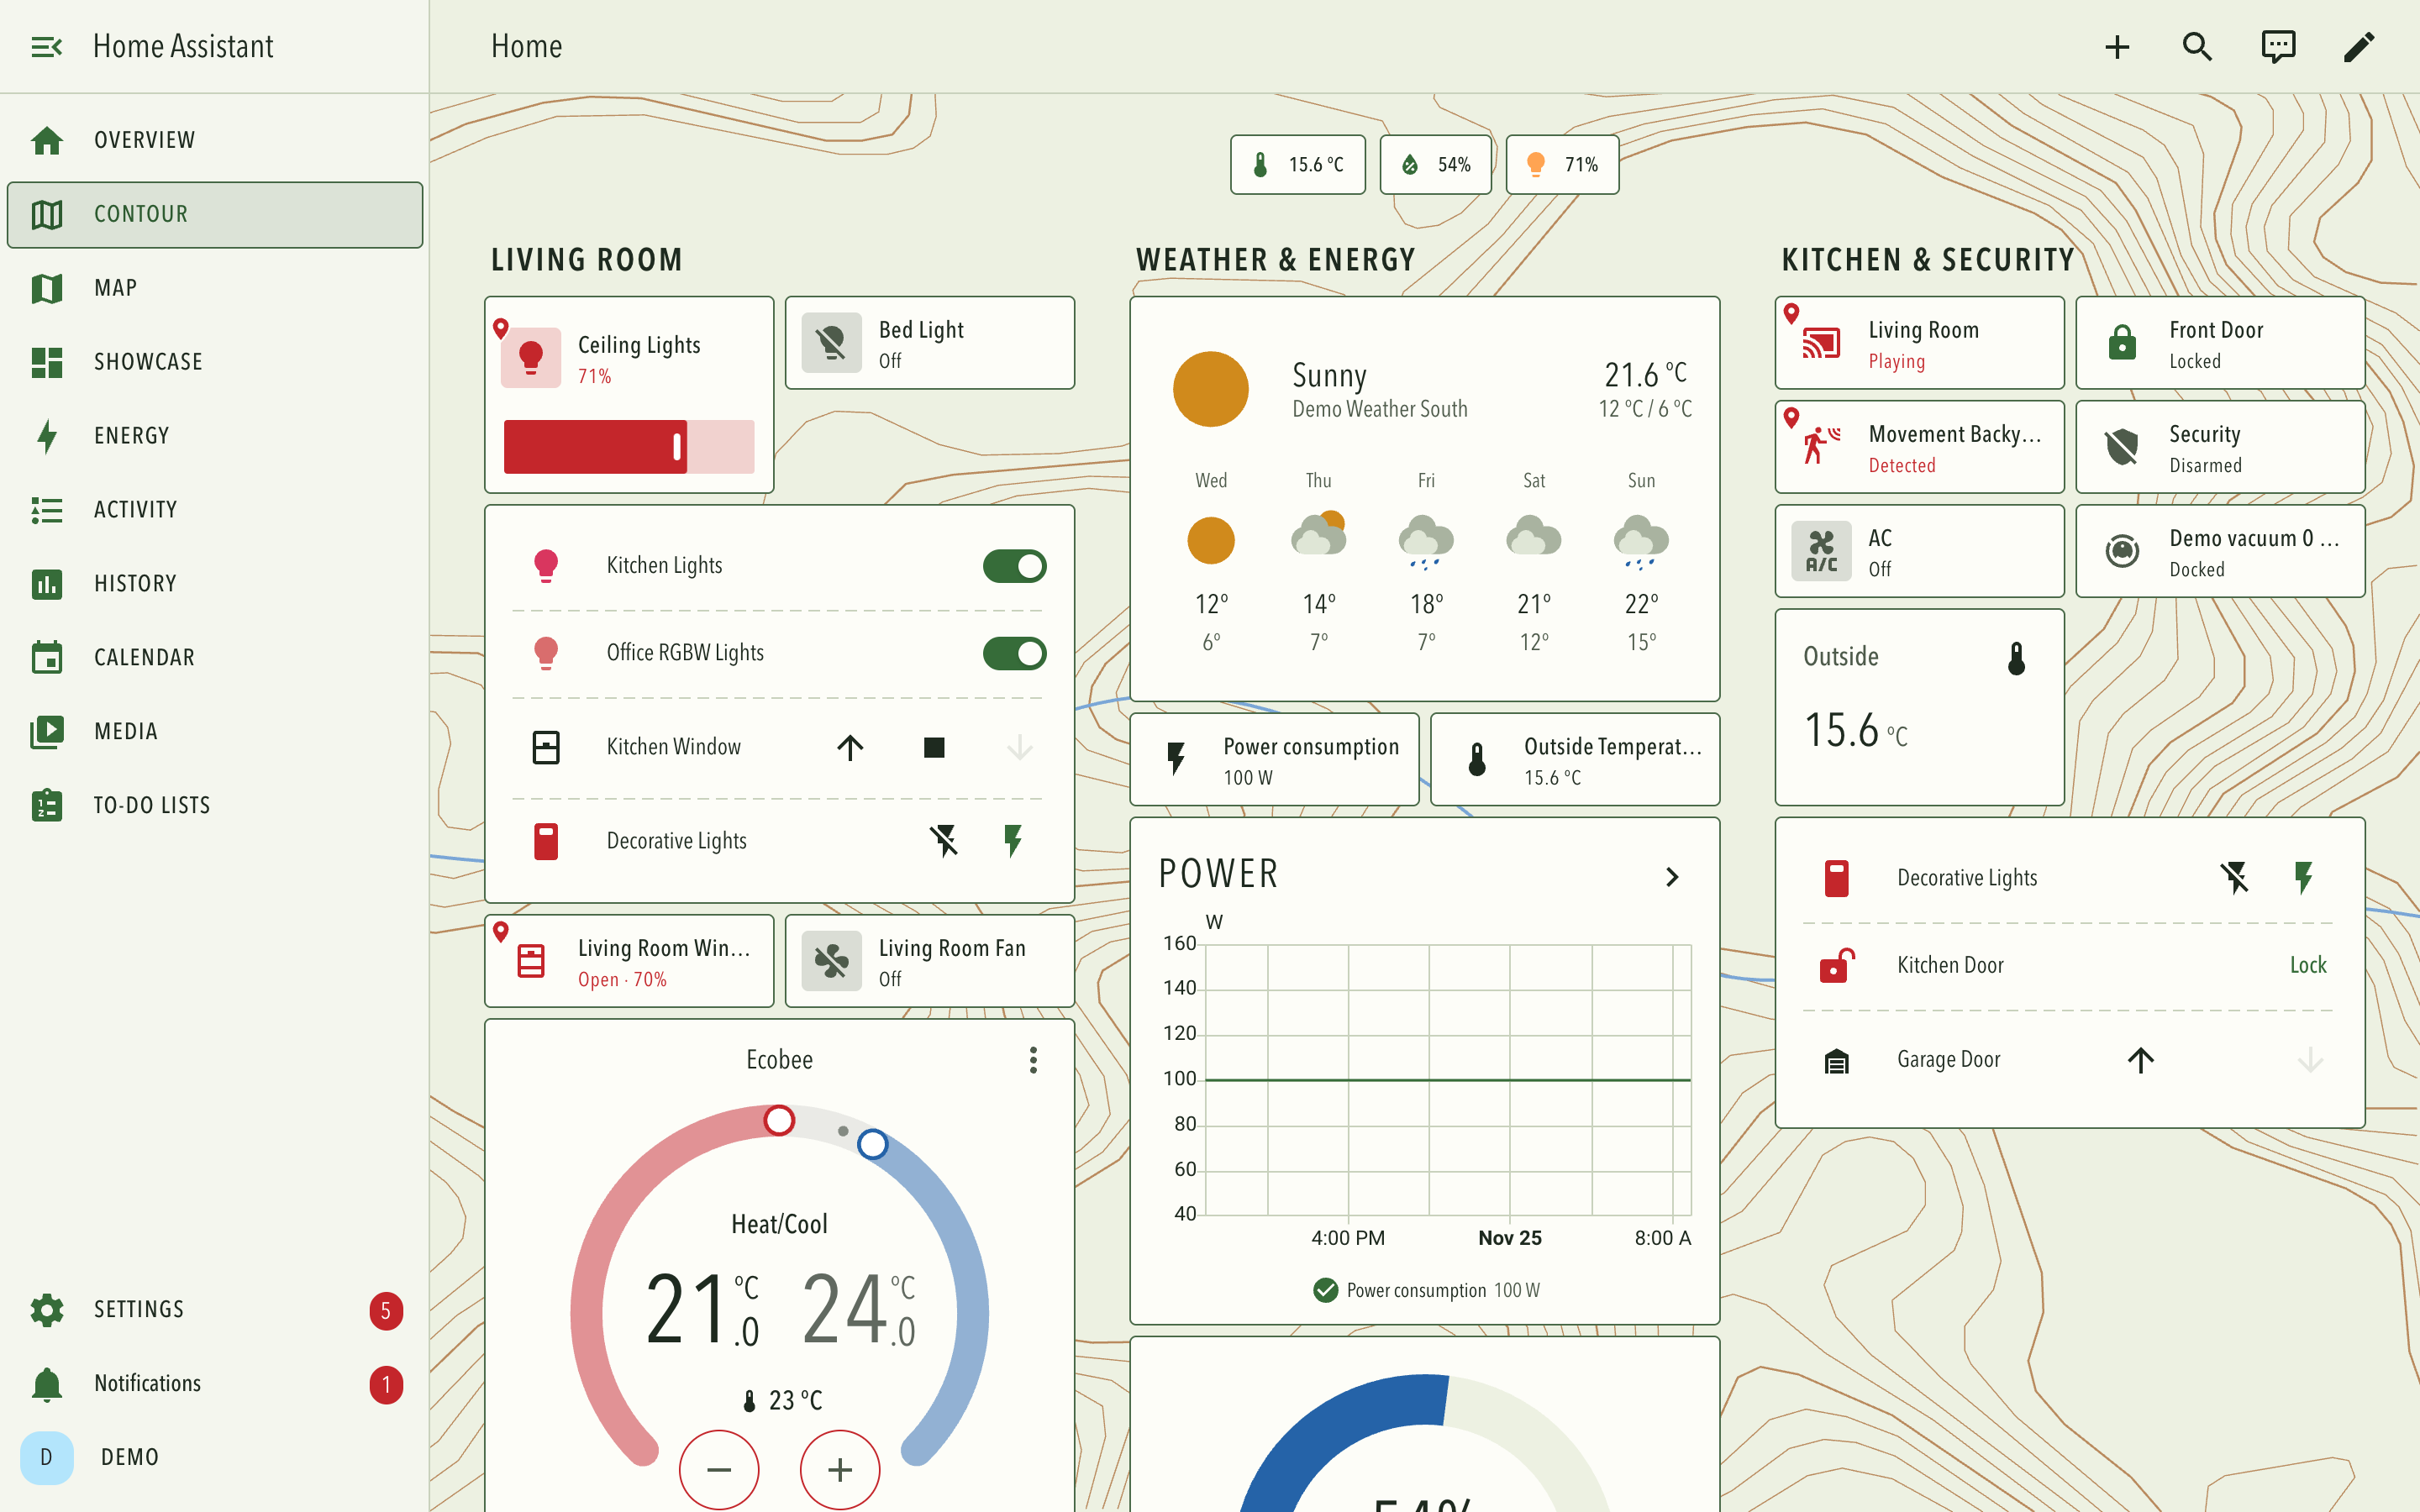 Home Assistant
OVERVIEW
CONTOUR
MAP
SHOWCASE
ENERGY
ACTIVITY
HISTORY
CALENDAR
MEDIA
TO-DO LISTS
SETTINGS
5
Notifications
1
D
DEMO
Home
15.6 °C
54%
71%
LIVING ROOM
Ceiling Lights
71%
Bed Light
Off
Kitchen Lights
Office RGBW Lights
Kitchen Window
Decorative Lights
Living Room Win...
Open · 70%
Living Room Fan
Off
Ecobee
Heat/Cool
21.0 °C
24.0 °C
23 °C
WEATHER & ENERGY
Sunny
Demo Weather South
21.6 °C
12 °C / 6 °C
Wed Thu Fri Sat Sun
12° 14° 18° 21° 22°
6° 7° 7° 12° 15°
Power consumption
100 W
Outside Temperat...
15.6 °C
POWER
W
160
140
120
100
80
60
40
4:00 PM Nov 25 8:00 A
Power consumption 100 W
KITCHEN & SECURITY
Living Room
Playing
Front Door
Locked
Movement Backy...
Detected
Security
Disarmed
A/C
AC
Off
Demo vacuum 0 ...
Docked
Outside
15.6 °C
Decorative Lights
Kitchen Door
Lock
Garage Door